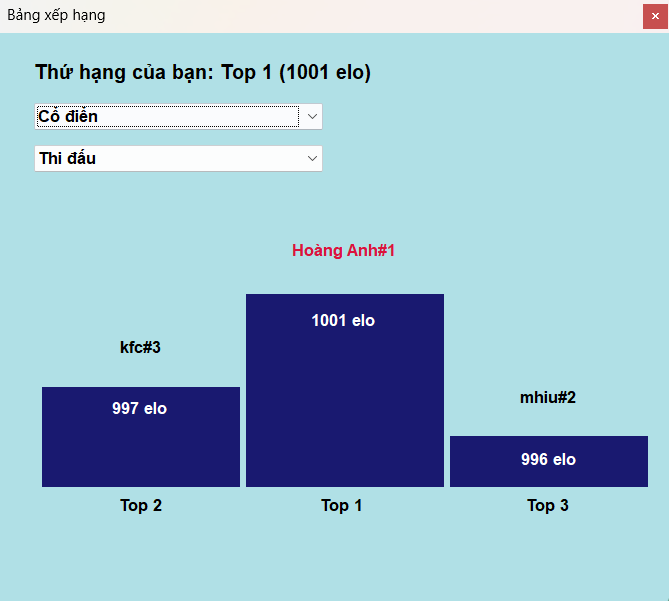 Bảng xếp hạng
Thứ hạng của bạn: Top 1 (1001 elo)
Cổ điển
Thi đấu
Hoàng Anh#1
1001 elo
kfc#3
997 elo
mhiu#2
996 elo
Top 2
Top 1
Top 3